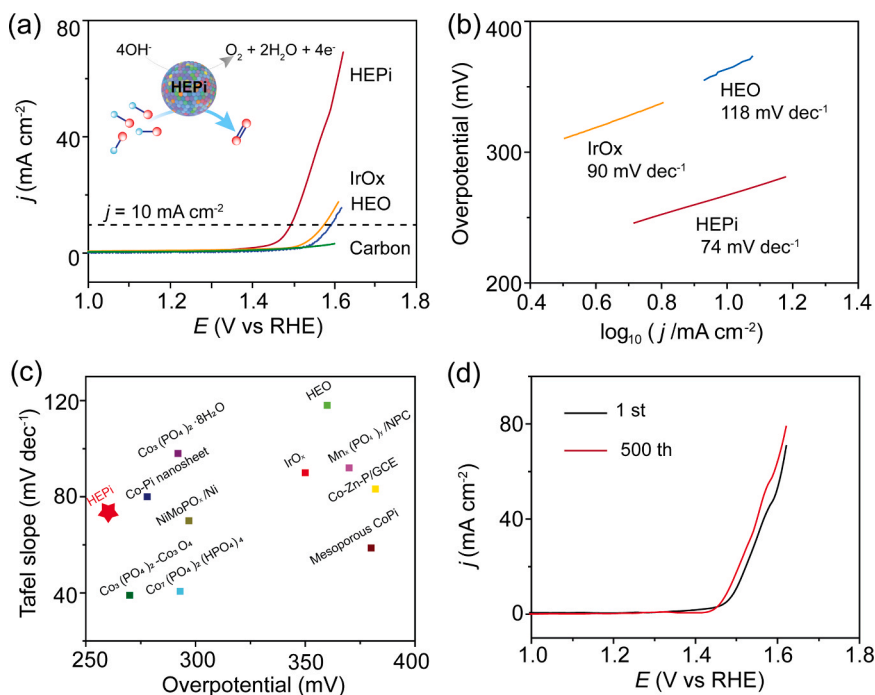 (a)
80
40
0
j (mA cm⁻²)
4OH⁻
O₂ + 2H₂O + 4e⁻
HEPi
HEPi
IrOx
HEO
j = 10 mA cm⁻²
Carbon
1.0 1.2 1.4 1.6 1.8
E (V vs RHE)
(b)
400
300
200
Overpotential (mV)
HEO
118 mV dec⁻¹
IrOx
90 mV dec⁻¹
HEPi
74 mV dec⁻¹
0.4 0.6 0.8 1.0 1.2 1.4
log₁₀ (j /mA cm⁻²)
(c)
120
80
40
Tafel slope (mV dec⁻¹)
HEO
Co₃ (PO₄ )₂ ·8H₂O
IrOₓ
Mnₓ (PO₄ )ᵧ /NPC
Co-Pi nanosheet
Co-Zn-P/GCE
HEPi
NiMoPOₓ /Ni
Mesoporous CoPi
Co₃ (PO₄ )₂ -Co₃ O₄
Co₇ (PO₄ )₂ (HPO₄ )₄
250 300 350 400
Overpotential (mV)
(d)
80
40
0
j (mA cm⁻²)
1 st
500 th
1.0 1.2 1.4 1.6 1.8
E (V vs RHE)